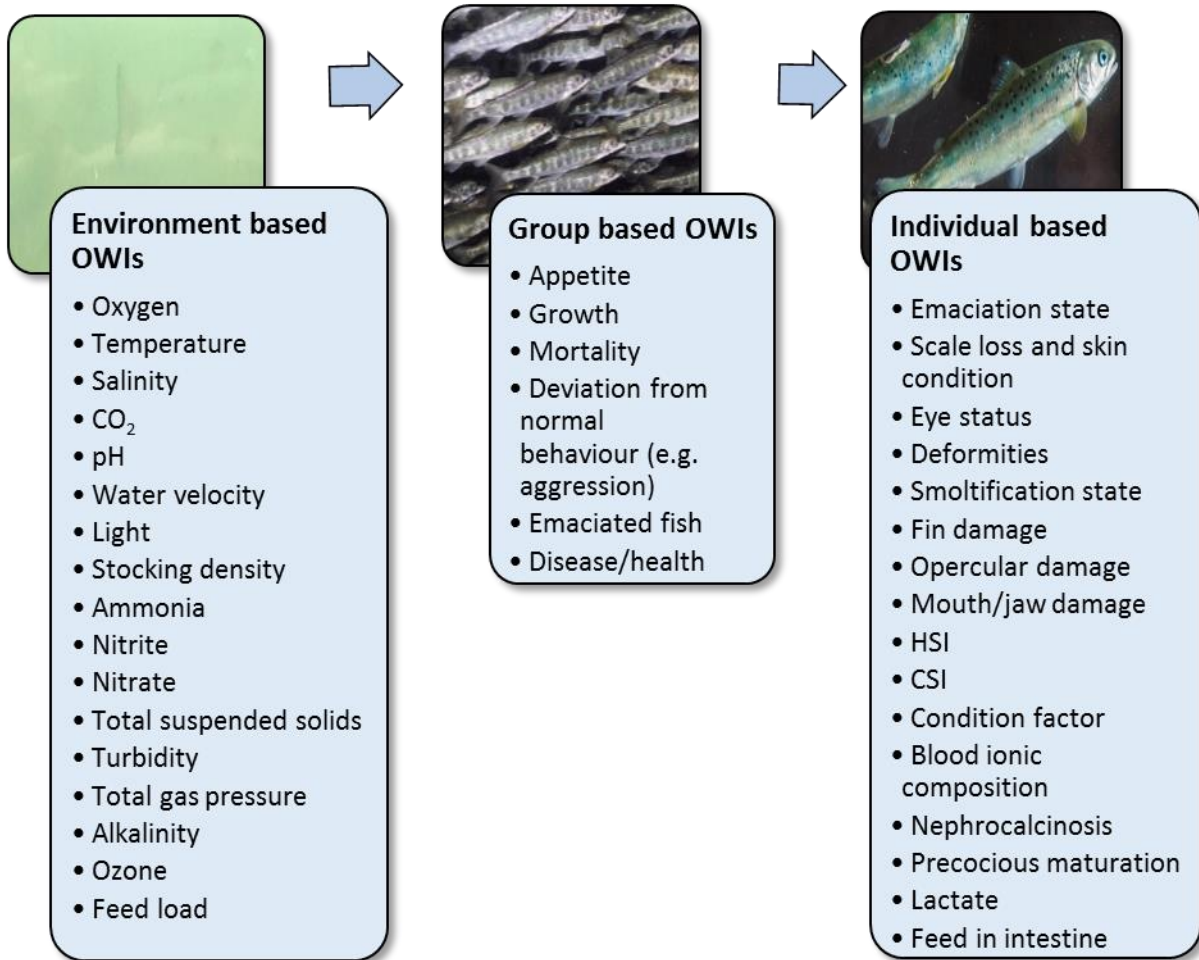 Environment based
OWIs
• Oxygen
• Temperature
• Salinity
• CO₂
• pH
• Water velocity
• Light
• Stocking density
• Ammonia
• Nitrite
• Nitrate
• Total suspended solids
• Turbidity
• Total gas pressure
• Alkalinity
• Ozone
• Feed load
Group based OWIs
• Appetite
• Growth
• Mortality
• Deviation from
normal
behaviour (e.g.
aggression)
• Emaciated fish
• Disease/health
Individual based
OWIs
• Emaciation state
• Scale loss and skin
condition
• Eye status
• Deformities
• Smoltification state
• Fin damage
• Opercular damage
• Mouth/jaw damage
• HSI
• CSI
• Condition factor
• Blood ionic
composition
• Nephrocalcinosis
• Precocious maturation
• Lactate
• Feed in intestine